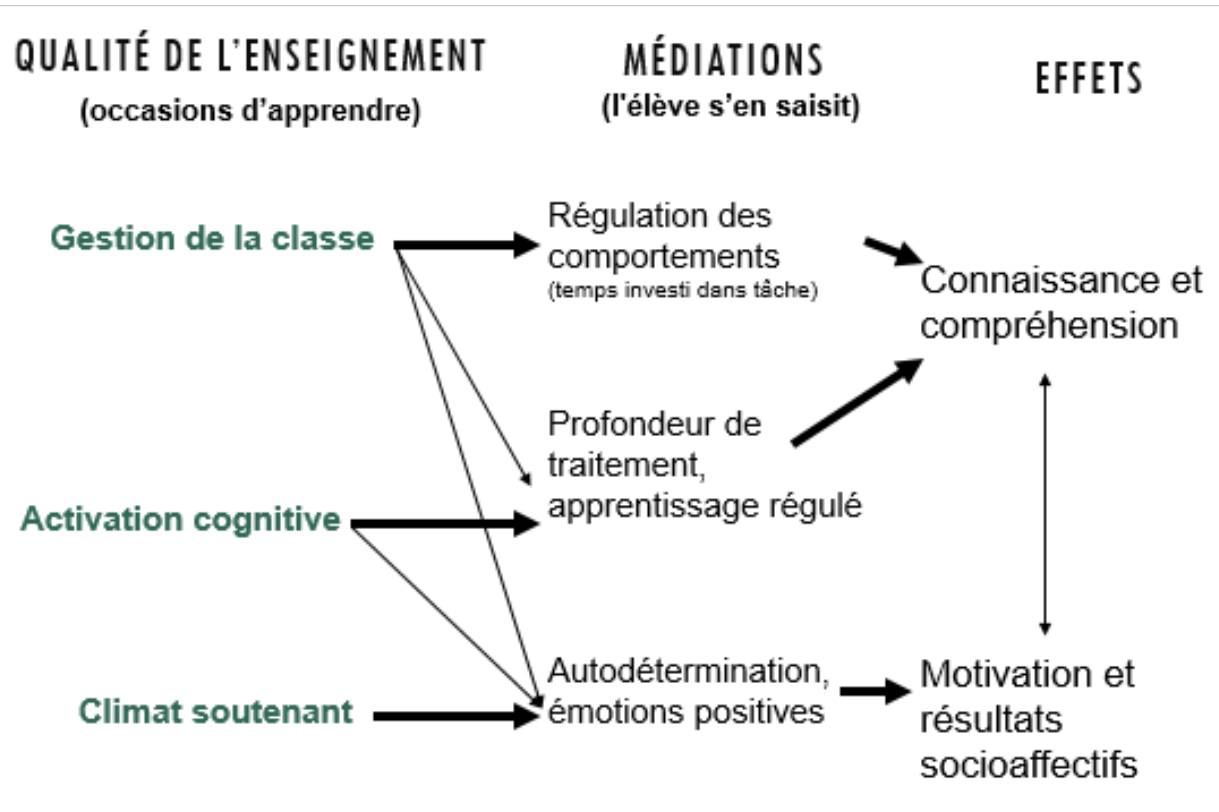 QUALITÉ DE L'ENSEIGNEMENT
(occasions d'apprendre)
MÉDIATIONS
(l'élève s'en saisit)
EFFETS
Gestion de la classe
Régulation des
comportements
(temps investi dans tâche)
Connaissance et
compréhension
Activation cognitive
Profondeur de
traitement,
apprentissage régulé
Climat soutenant
Autodétermination,
émotions positives
Motivation et
résultats
socioaffectifs